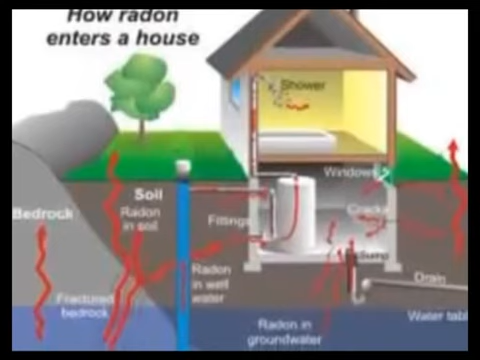 How radon
enters a house
Shower
Windows
Soil
Bedrock
Radon
in soil
Fittings
Cracks
Sump
Radon
in well
water
Drain
Fractured
bedrock
Water tabl
Radon in
groundwater